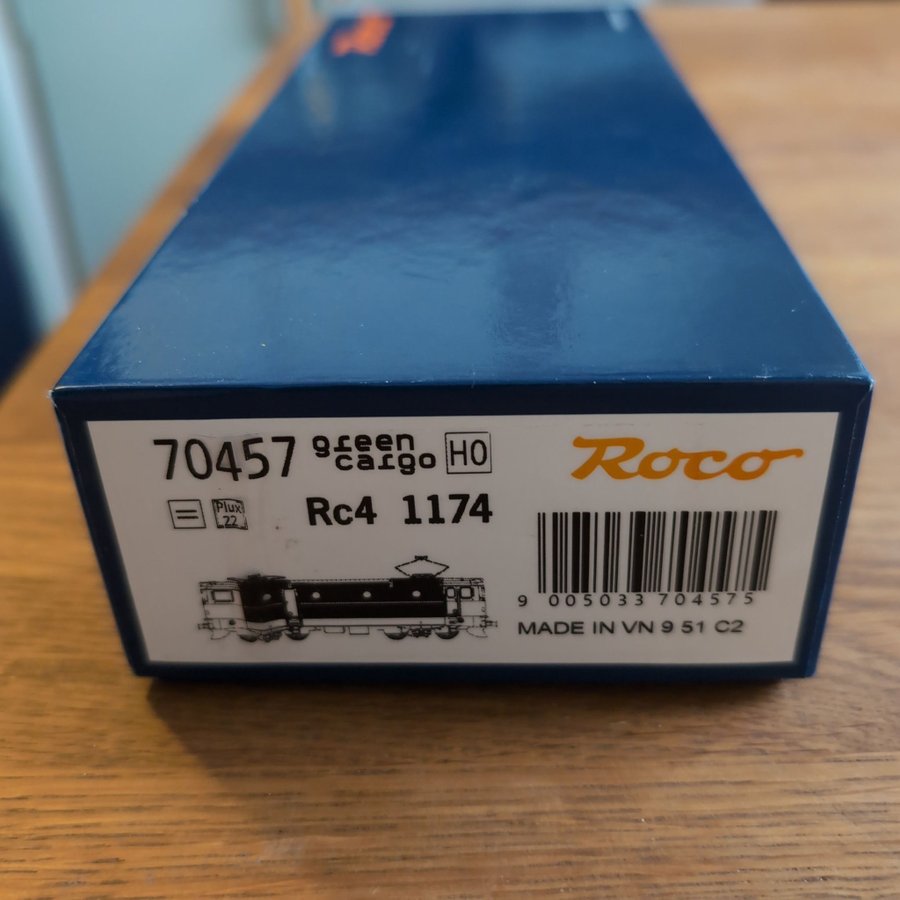 70457 green cargo H0
Roco
= Plux 22
Rc4 1174
9 005033 704575
MADE IN VN 9 51 C2